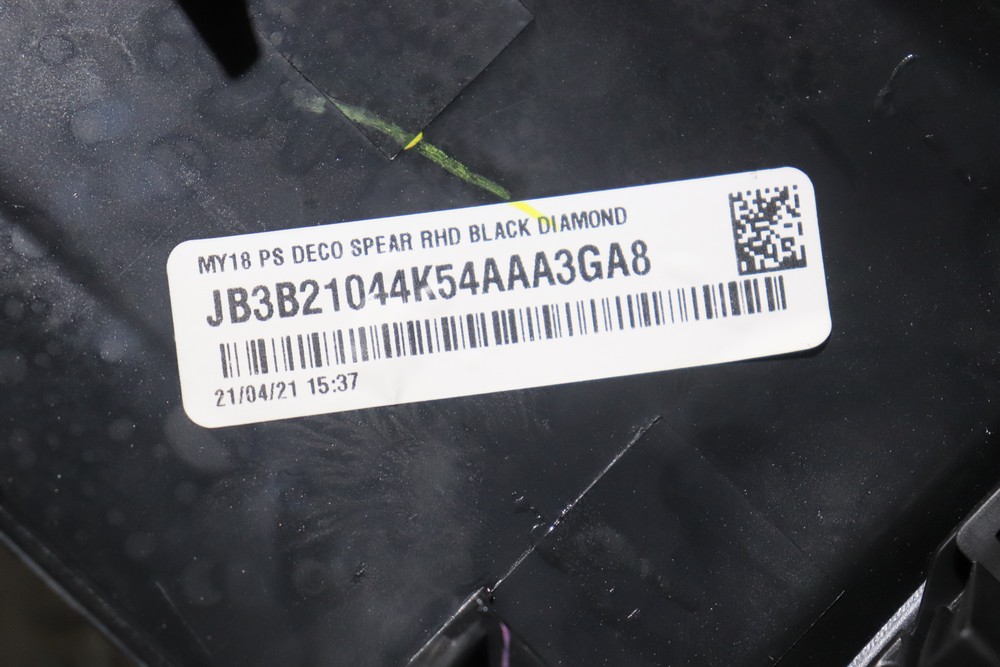 MY18 PS DECO SPEAR RHD BLACK DIAMOND
JB3B21044K54AAA3GA8
21/04/21 15:37